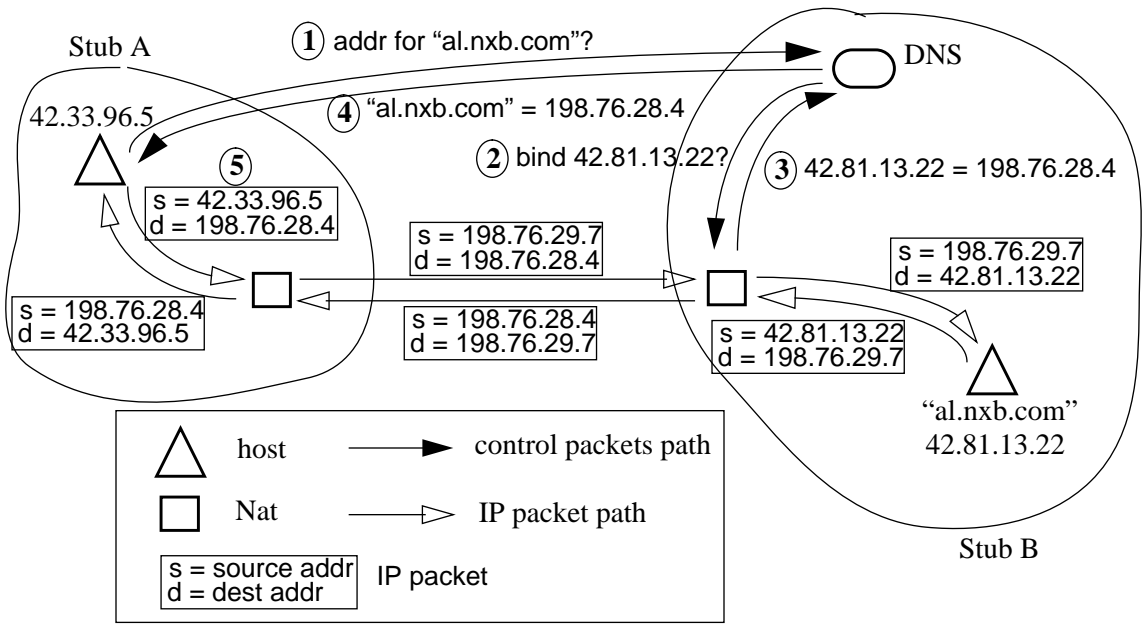 Stub A
1 addr for “al.nxb.com”?
DNS
42.33.96.5
4 “al.nxb.com” = 198.76.28.4
2 bind 42.81.13.22?
3 42.81.13.22 = 198.76.28.4
5
s = 42.33.96.5
d = 198.76.28.4
s = 198.76.29.7
d = 198.76.28.4
s = 198.76.29.7
d = 42.81.13.22
s = 198.76.28.4
d = 42.33.96.5
s = 198.76.28.4
d = 198.76.29.7
s = 42.81.13.22
d = 198.76.29.7
“al.nxb.com”
42.81.13.22
host
control packets path
Nat
IP packet path
s = source addr
d = dest addr
IP packet
Stub B